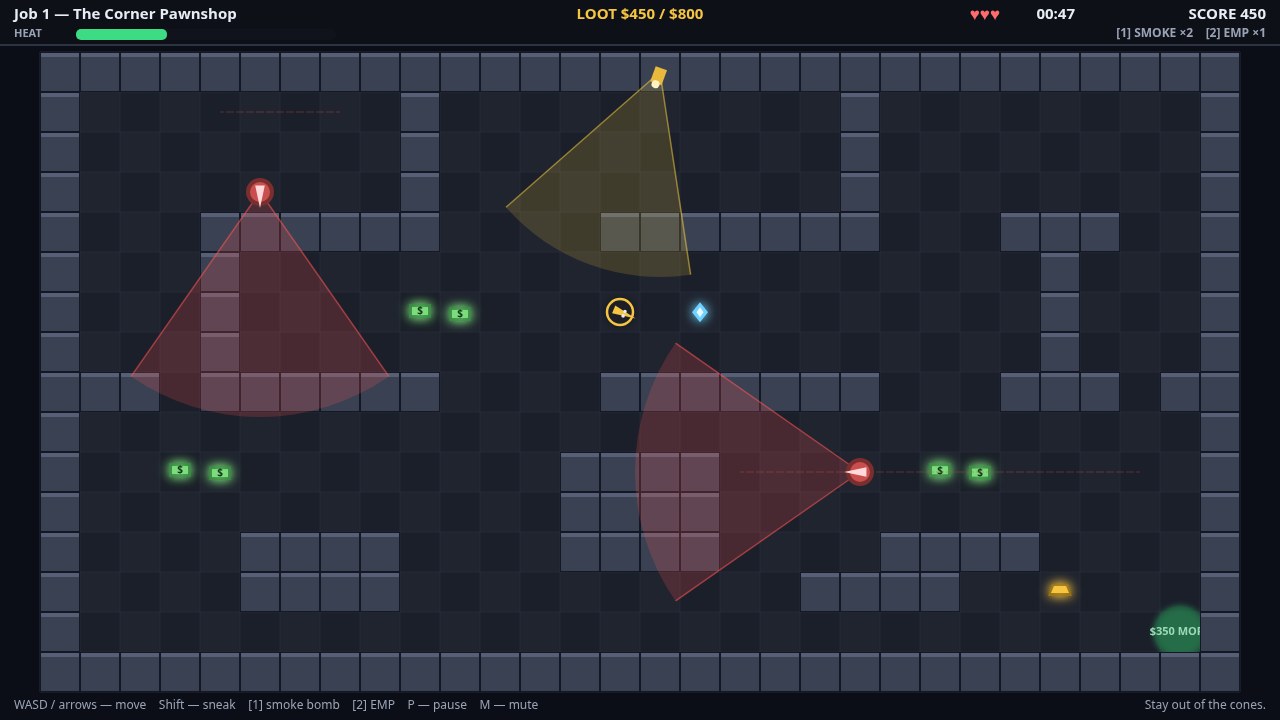 Job 1 — The Corner Pawnshop
LOOT $450 / $800
♥♥♥ 00:47 SCORE 450
HEAT
[1] SMOKE ×2 [2] EMP ×1
$ $
$ $
$ $
$350 MOR
WASD / arrows — move Shift — sneak [1] smoke bomb [2] EMP P — pause M — mute
Stay out of the cones.